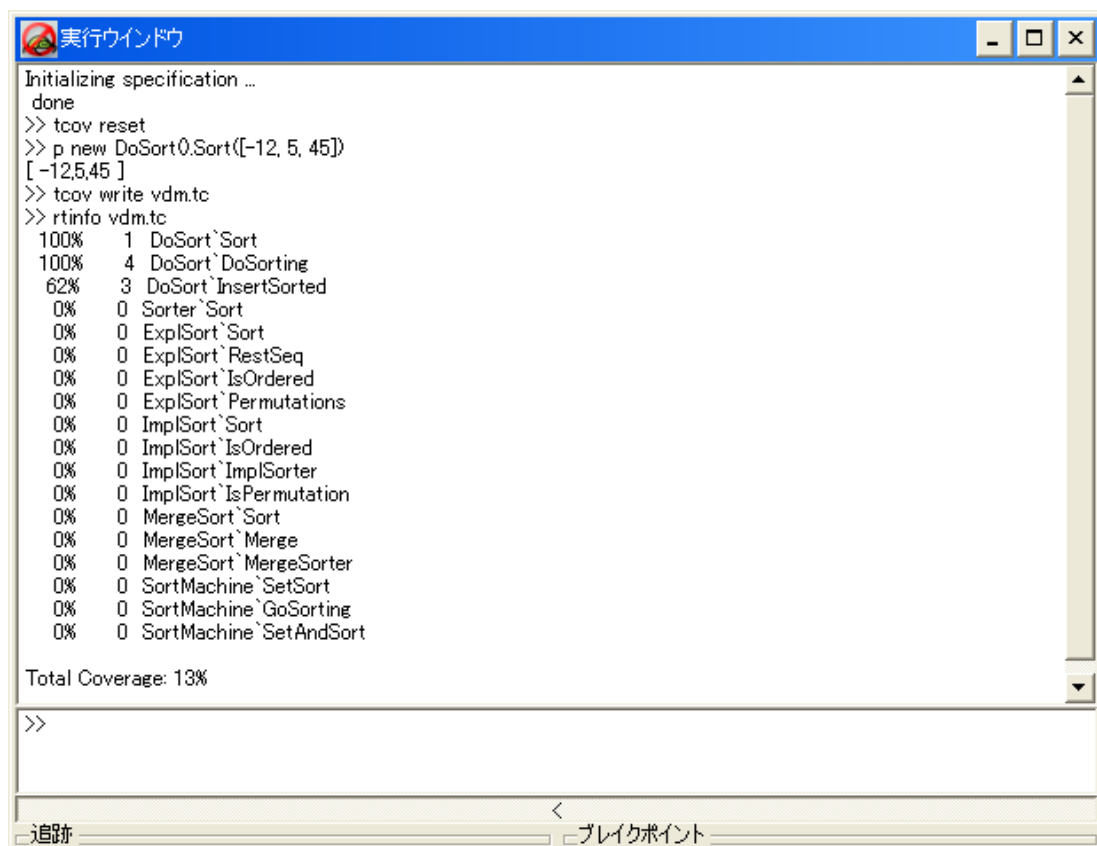 実行ウインドウ
Initializing specification ...
done
>> tcov reset
>> p new DoSort().Sort([-12, 5, 45])
[ -12,5,45 ]
>> tcov write vdm.tc
>> rtinfo vdm.tc
100% 1 DoSort`Sort
100% 4 DoSort`DoSorting
62% 3 DoSort`InsertSorted
0% 0 Sorter`Sort
0% 0 ExplSort`Sort
0% 0 ExplSort`RestSeq
0% 0 ExplSort`IsOrdered
0% 0 ExplSort`Permutations
0% 0 ImplSort`Sort
0% 0 ImplSort`IsOrdered
0% 0 ImplSort`ImplSorter
0% 0 ImplSort`IsPermutation
0% 0 MergeSort`Sort
0% 0 MergeSort`Merge
0% 0 MergeSort`MergeSorter
0% 0 SortMachine`SetSort
0% 0 SortMachine`GoSorting
0% 0 SortMachine`SetAndSort
Total Coverage: 13%
>>
<
追跡 ブレイクポイント